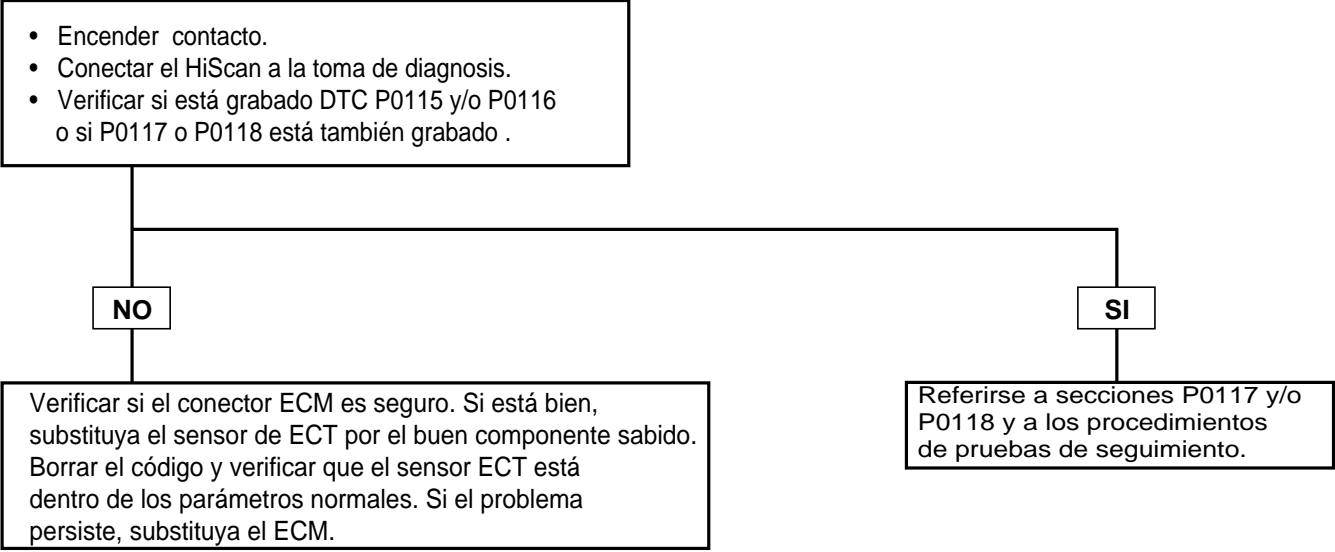 • Encender contacto.
• Conectar el HiScan a la toma de diagnosis.
• Verificar si está grabado DTC P0115 y/o P0116
o si P0117 o P0118 está también grabado .
NO
SI
Verificar si el conector ECM es seguro. Si está bien,
substituya el sensor de ECT por el buen componente sabido.
Borrar el código y verificar que el sensor ECT está
dentro de los parámetros normales. Si el problema
persiste, substituya el ECM.
Referirse a secciones P0117 y/o
P0118 y a los procedimientos
de pruebas de seguimiento.